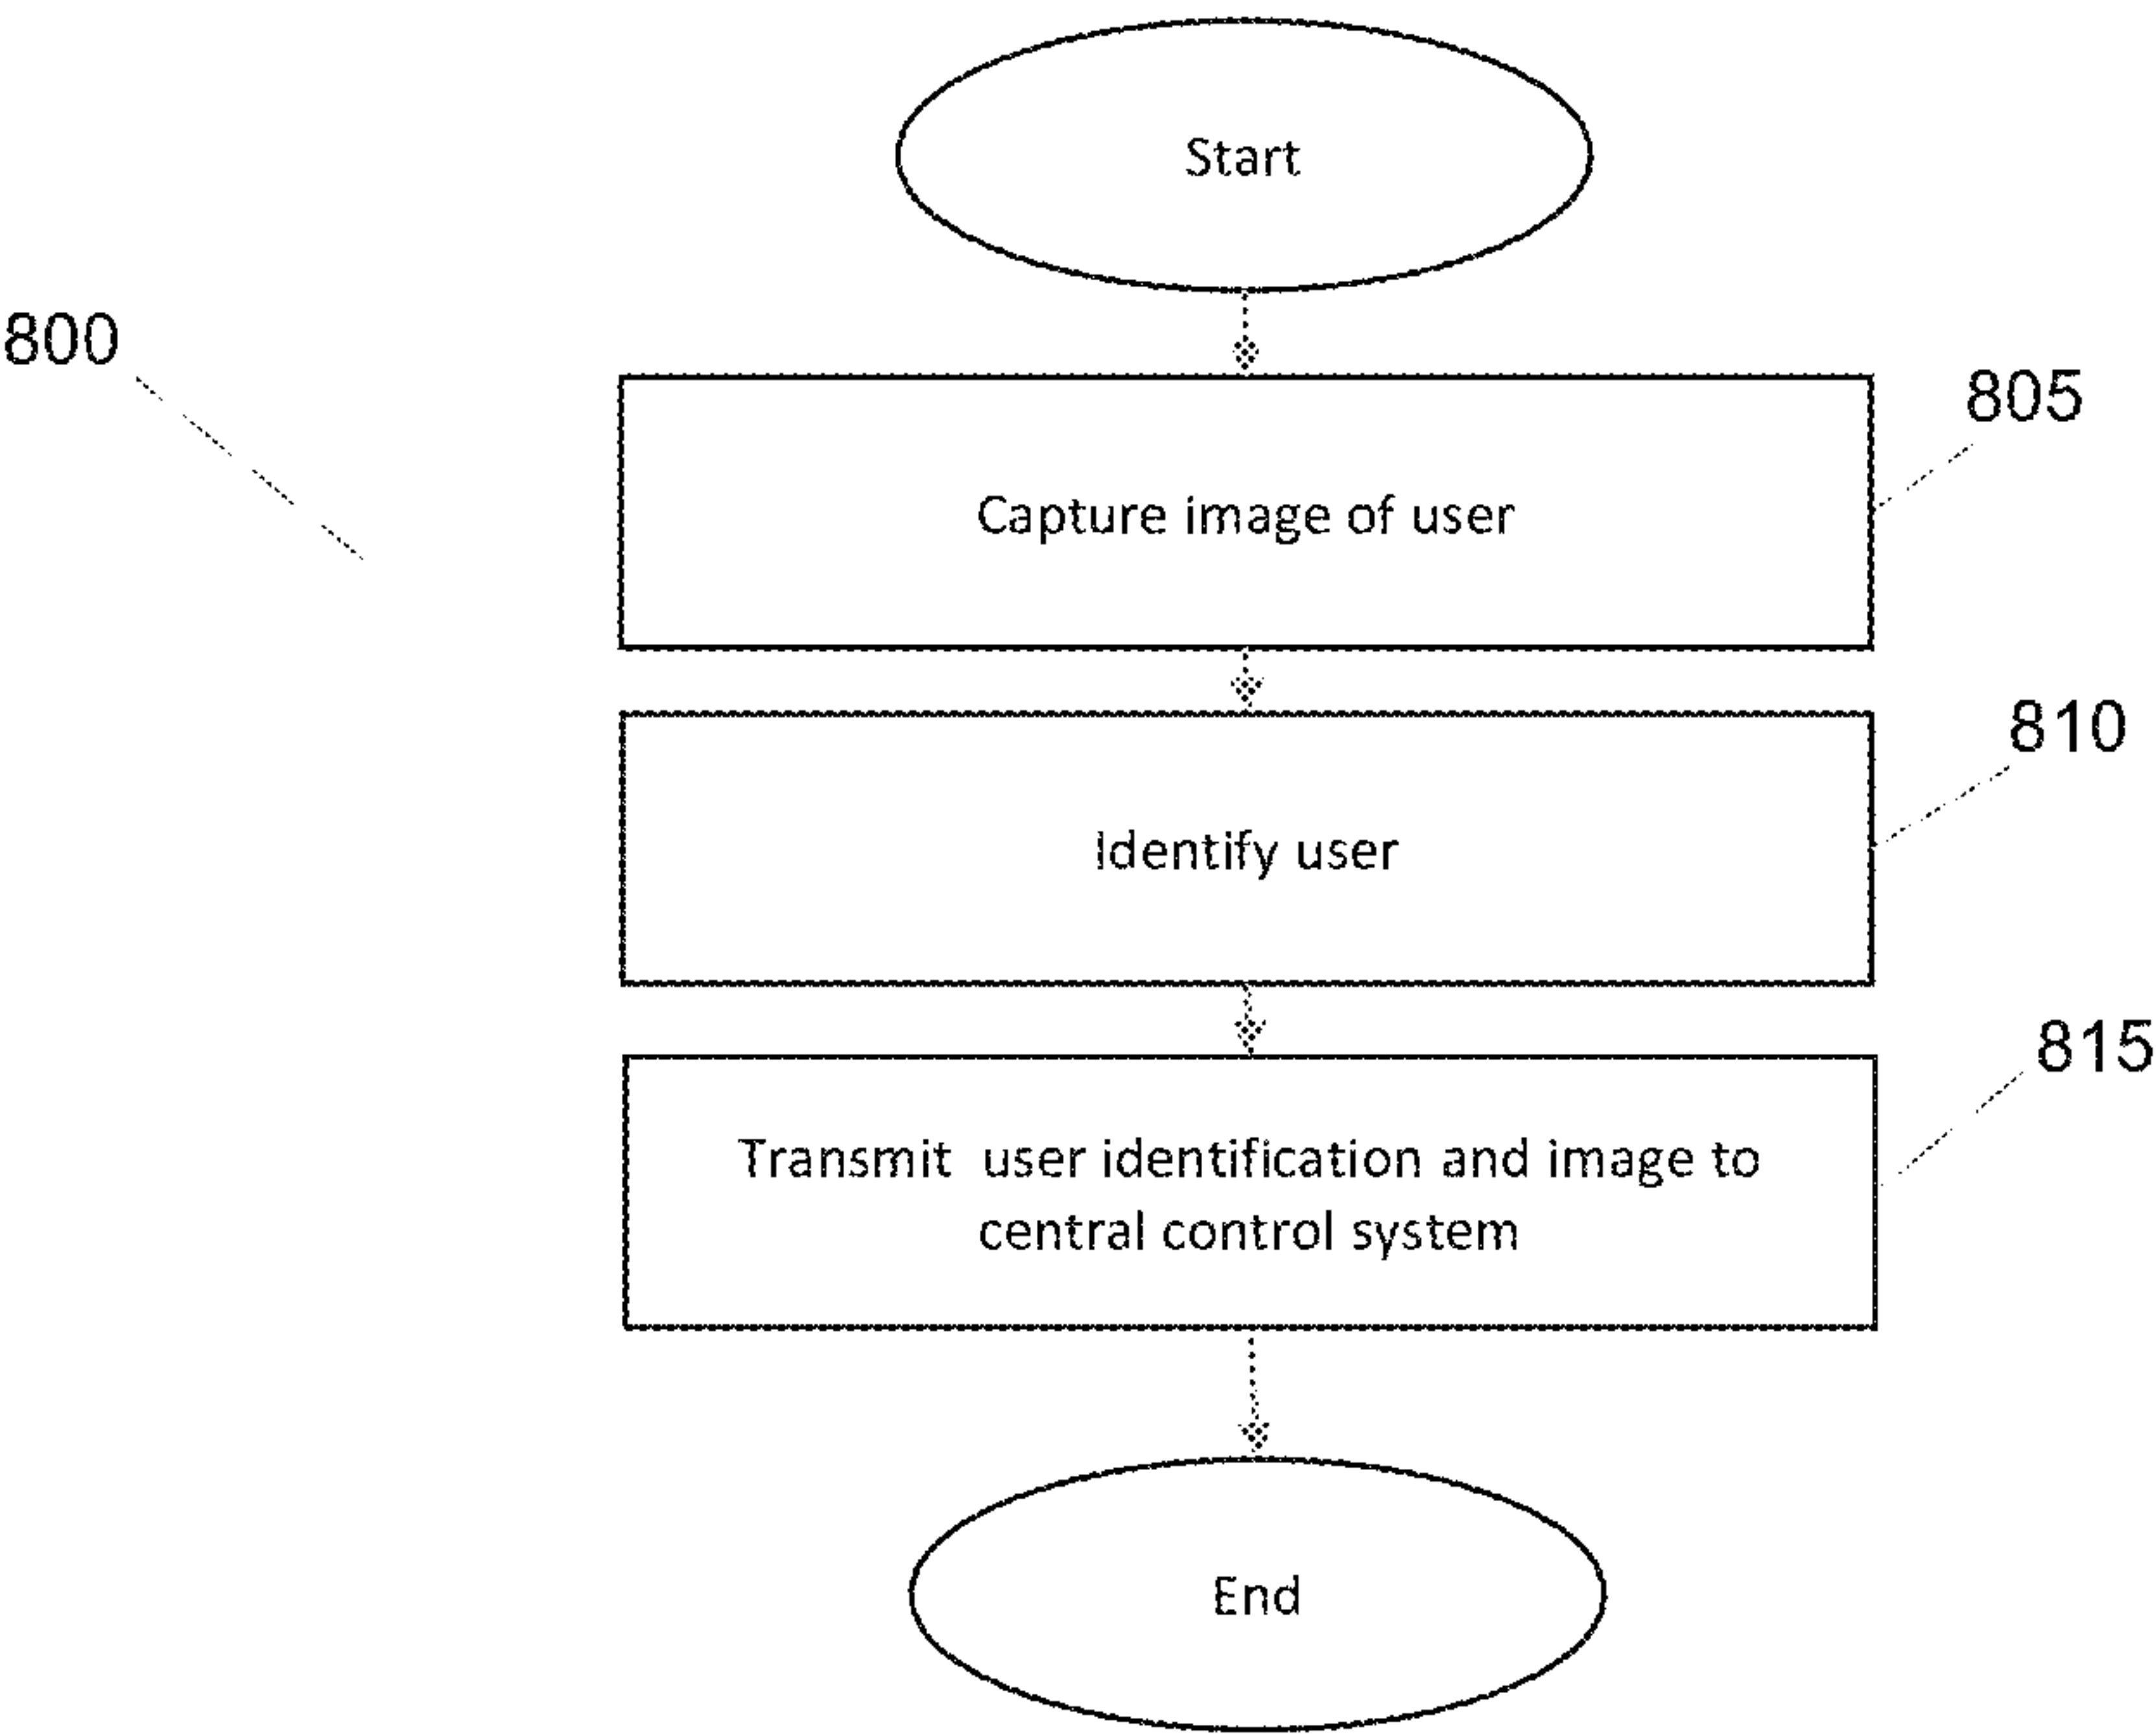 Start
800
805
Capture image of user
810
Identify user
815
Transmit user identification and image to
central control system
End